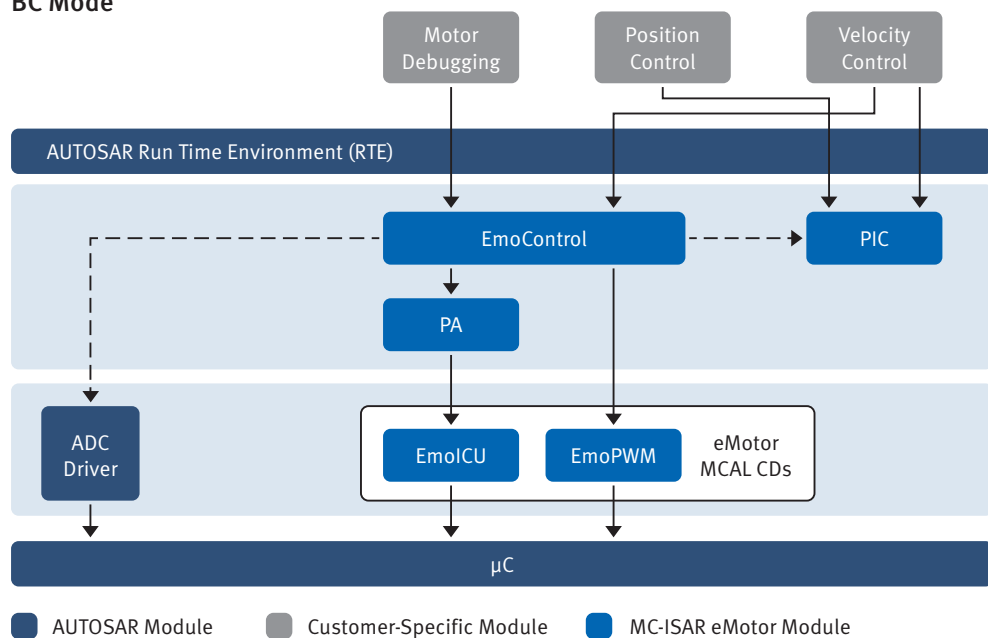 BC Mode
Motor
Debugging
Position
Control
Velocity
Control
AUTOSAR Run Time Environment (RTE)
EmoControl
PIC
PA
ADC
Driver
EmoICU
EmoPWM
eMotor
MCAL CDs
µC
AUTOSAR Module
Customer-Specific Module
MC-ISAR eMotor Module